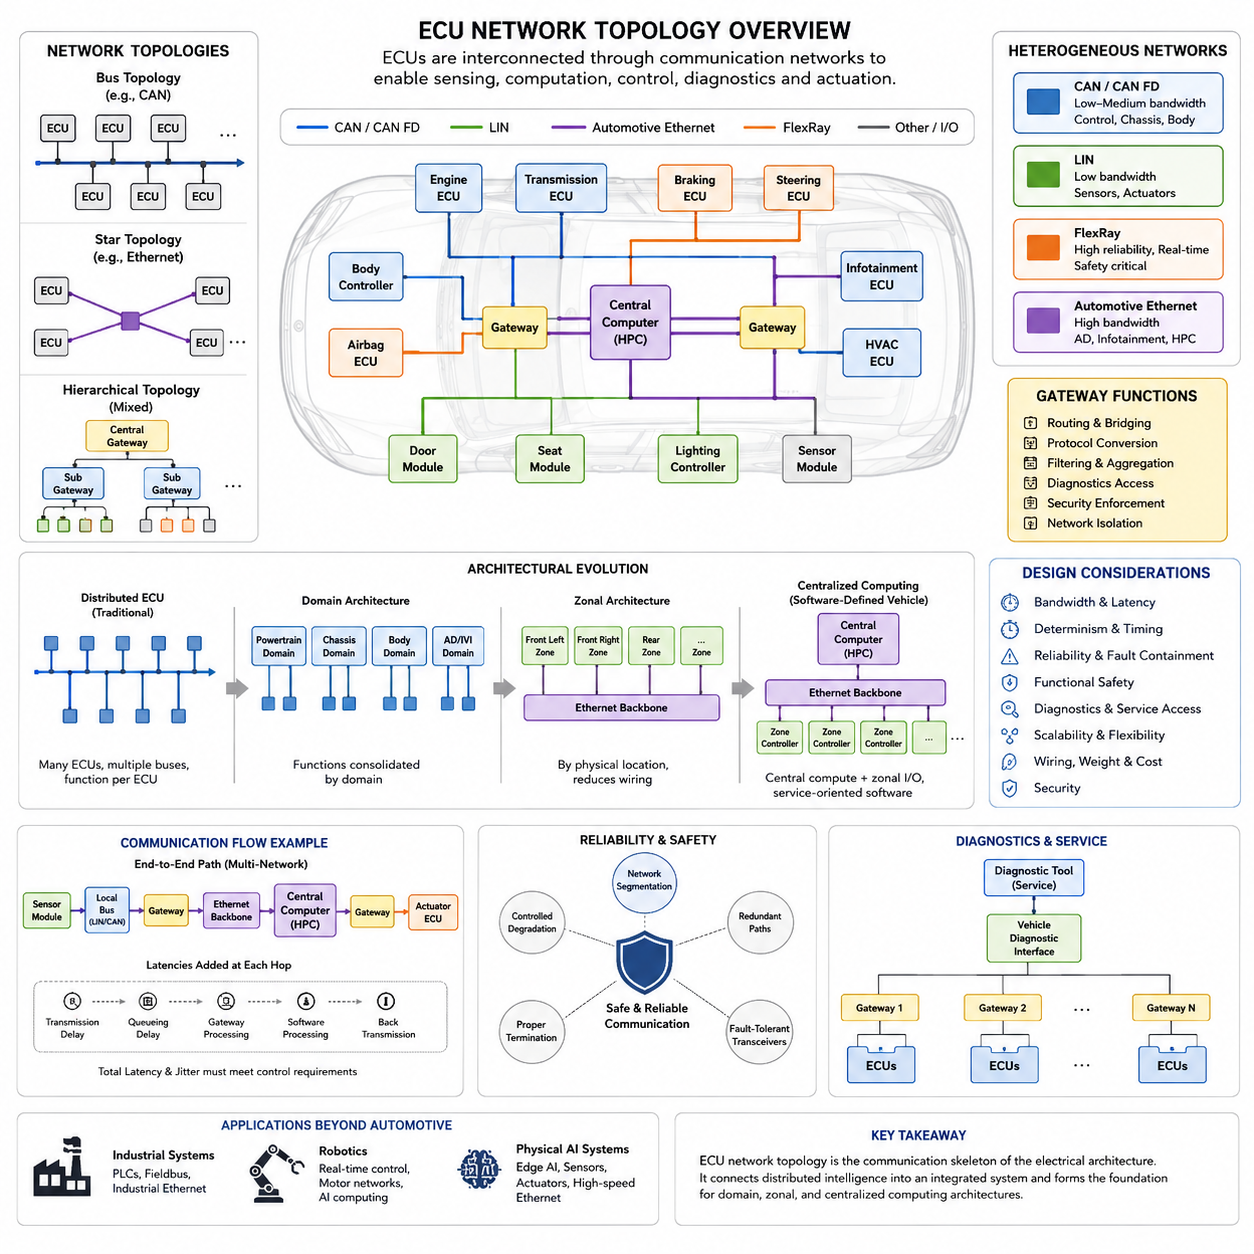 ECU NETWORK TOPOLOGY OVERVIEW
ECUs are interconnected through communication networks to
enable sensing, computation, control, diagnostics and actuation.
NETWORK TOPOLOGIES
Bus Topology
(e.g., CAN)
ECU ECU ECU ...
ECU ECU ECU
Star Topology
(e.g., Ethernet)
ECU ECU
ECU ECU ...
Hierarchical Topology
(Mixed)
Central
Gateway
Sub
Gateway
Sub
Gateway
...
CAN / CAN FD
LIN
Automotive Ethernet
FlexRay
Other / I/O
Engine
ECU
Transmission
ECU
Braking
ECU
Steering
ECU
Body
Controller
Infotainment
ECU
Gateway
Central
Computer
(HPC)
Gateway
Airbag
ECU
HVAC
ECU
Door
Module
Seat
Module
Lighting
Controller
Sensor
Module
HETEROGENEOUS NETWORKS
CAN / CAN FD
Low–Medium bandwidth
Control, Chassis, Body
LIN
Low bandwidth
Sensors, Actuators
FlexRay
High reliability, Real-time
Safety critical
Automotive Ethernet
High bandwidth
AD, Infotainment, HPC
GATEWAY FUNCTIONS
Routing & Bridging
Protocol Conversion
Filtering & Aggregation
Diagnostics Access
Security Enforcement
Network Isolation
ARCHITECTURAL EVOLUTION
Distributed ECU
(Traditional)
Many ECUs, multiple buses,
function per ECU
Domain Architecture
Powertrain
Domain
Chassis
Domain
Body
Domain
AD/IVI
Domain
Functions consolidated
by domain
Zonal Architecture
Front Left
Zone
Front Right
Zone
Rear
Zone
...
Zone
Ethernet Backbone
By physical location,
reduces wiring
Centralized Computing
(Software-Defined Vehicle)
Central
Computer
(HPC)
Ethernet Backbone
Zone
Controller
Zone
Controller
Zone
Controller
...
...
Central compute + zonal I/O,
service-oriented software
DESIGN CONSIDERATIONS
Bandwidth & Latency
Determinism & Timing
Reliability & Fault Containment
Functional Safety
Diagnostics & Service Access
Scalability & Flexibility
Wiring, Weight & Cost
Security
COMMUNICATION FLOW EXAMPLE
End-to-End Path (Multi-Network)
Sensor
Module
Local
Bus
(LIN/CAN)
Gateway
Ethernet
Backbone
Central
Computer
(HPC)
Gateway
Actuator
ECU
Latencies Added at Each Hop
Transmission
Delay
Queueing
Delay
Gateway
Processing
Software
Processing
Back
Transmission
Total Latency & Jitter must meet control requirements
RELIABILITY & SAFETY
Network
Segmentation
Controlled
Degradation
Redundant
Paths
Safe & Reliable
Communication
Proper
Termination
Fault-Tolerant
Transceivers
DIAGNOSTICS & SERVICE
Diagnostic Tool
(Service)
Vehicle
Diagnostic
Interface
Gateway 1
Gateway 2
...
Gateway N
ECUs
ECUs
...
ECUs
APPLICATIONS BEYOND AUTOMOTIVE
Industrial Systems
PLCs, Fieldbus,
Industrial Ethernet
Robotics
Real-time control,
Motor networks,
AI computing
Physical AI Systems
Edge AI, Sensors,
Actuators, High-speed
Ethernet
KEY TAKEAWAY
ECU network topology is the communication skeleton of the electrical architecture.
It connects distributed intelligence into an integrated system and forms the foundation
for domain, zonal, and centralized computing architectures.